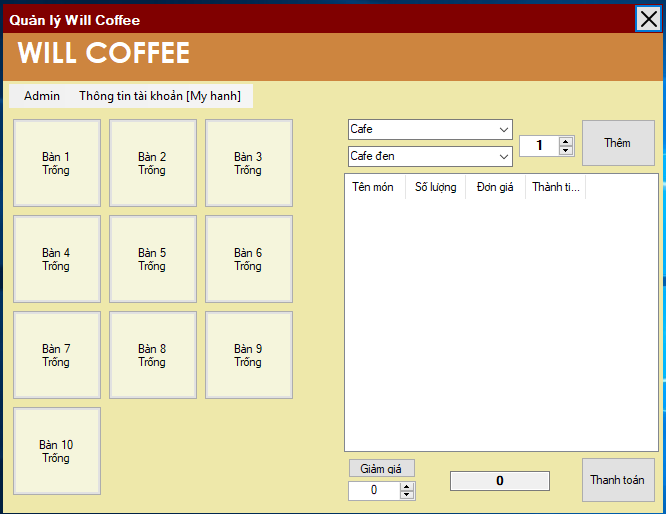 Quản lý Will Coffee
WILL COFFEE
Admin Thông tin tài khoản [My hanh]
Bàn 1
Trống
Bàn 2
Trống
Bàn 3
Trống
Bàn 4
Trống
Bàn 5
Trống
Bàn 6
Trống
Bàn 7
Trống
Bàn 8
Trống
Bàn 9
Trống
Bàn 10
Trống
Cafe
Cafe đen
1
Thêm
Tên món Số lượng Đơn giá Thành ti...
Giảm giá
0
0
Thanh toán